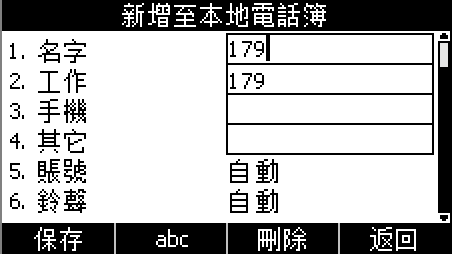 新增至本地電話簿
1. 名字 179
2. 工作 179
3. 手機
4. 其它
5. 賬號 自動
6. 鈴聲 自動
保存 abc 刪除 返回